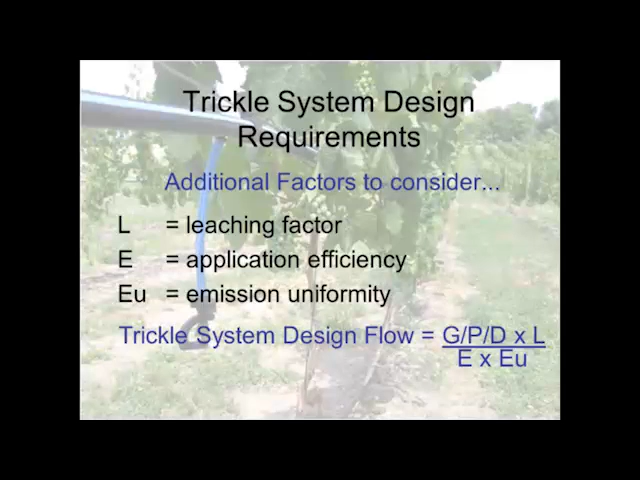 Trickle System Design
Requirements
Additional Factors to consider...
L = leaching factor
E = application efficiency
Eu = emission uniformity
Trickle System Design Flow = G/P/D x L
E x Eu